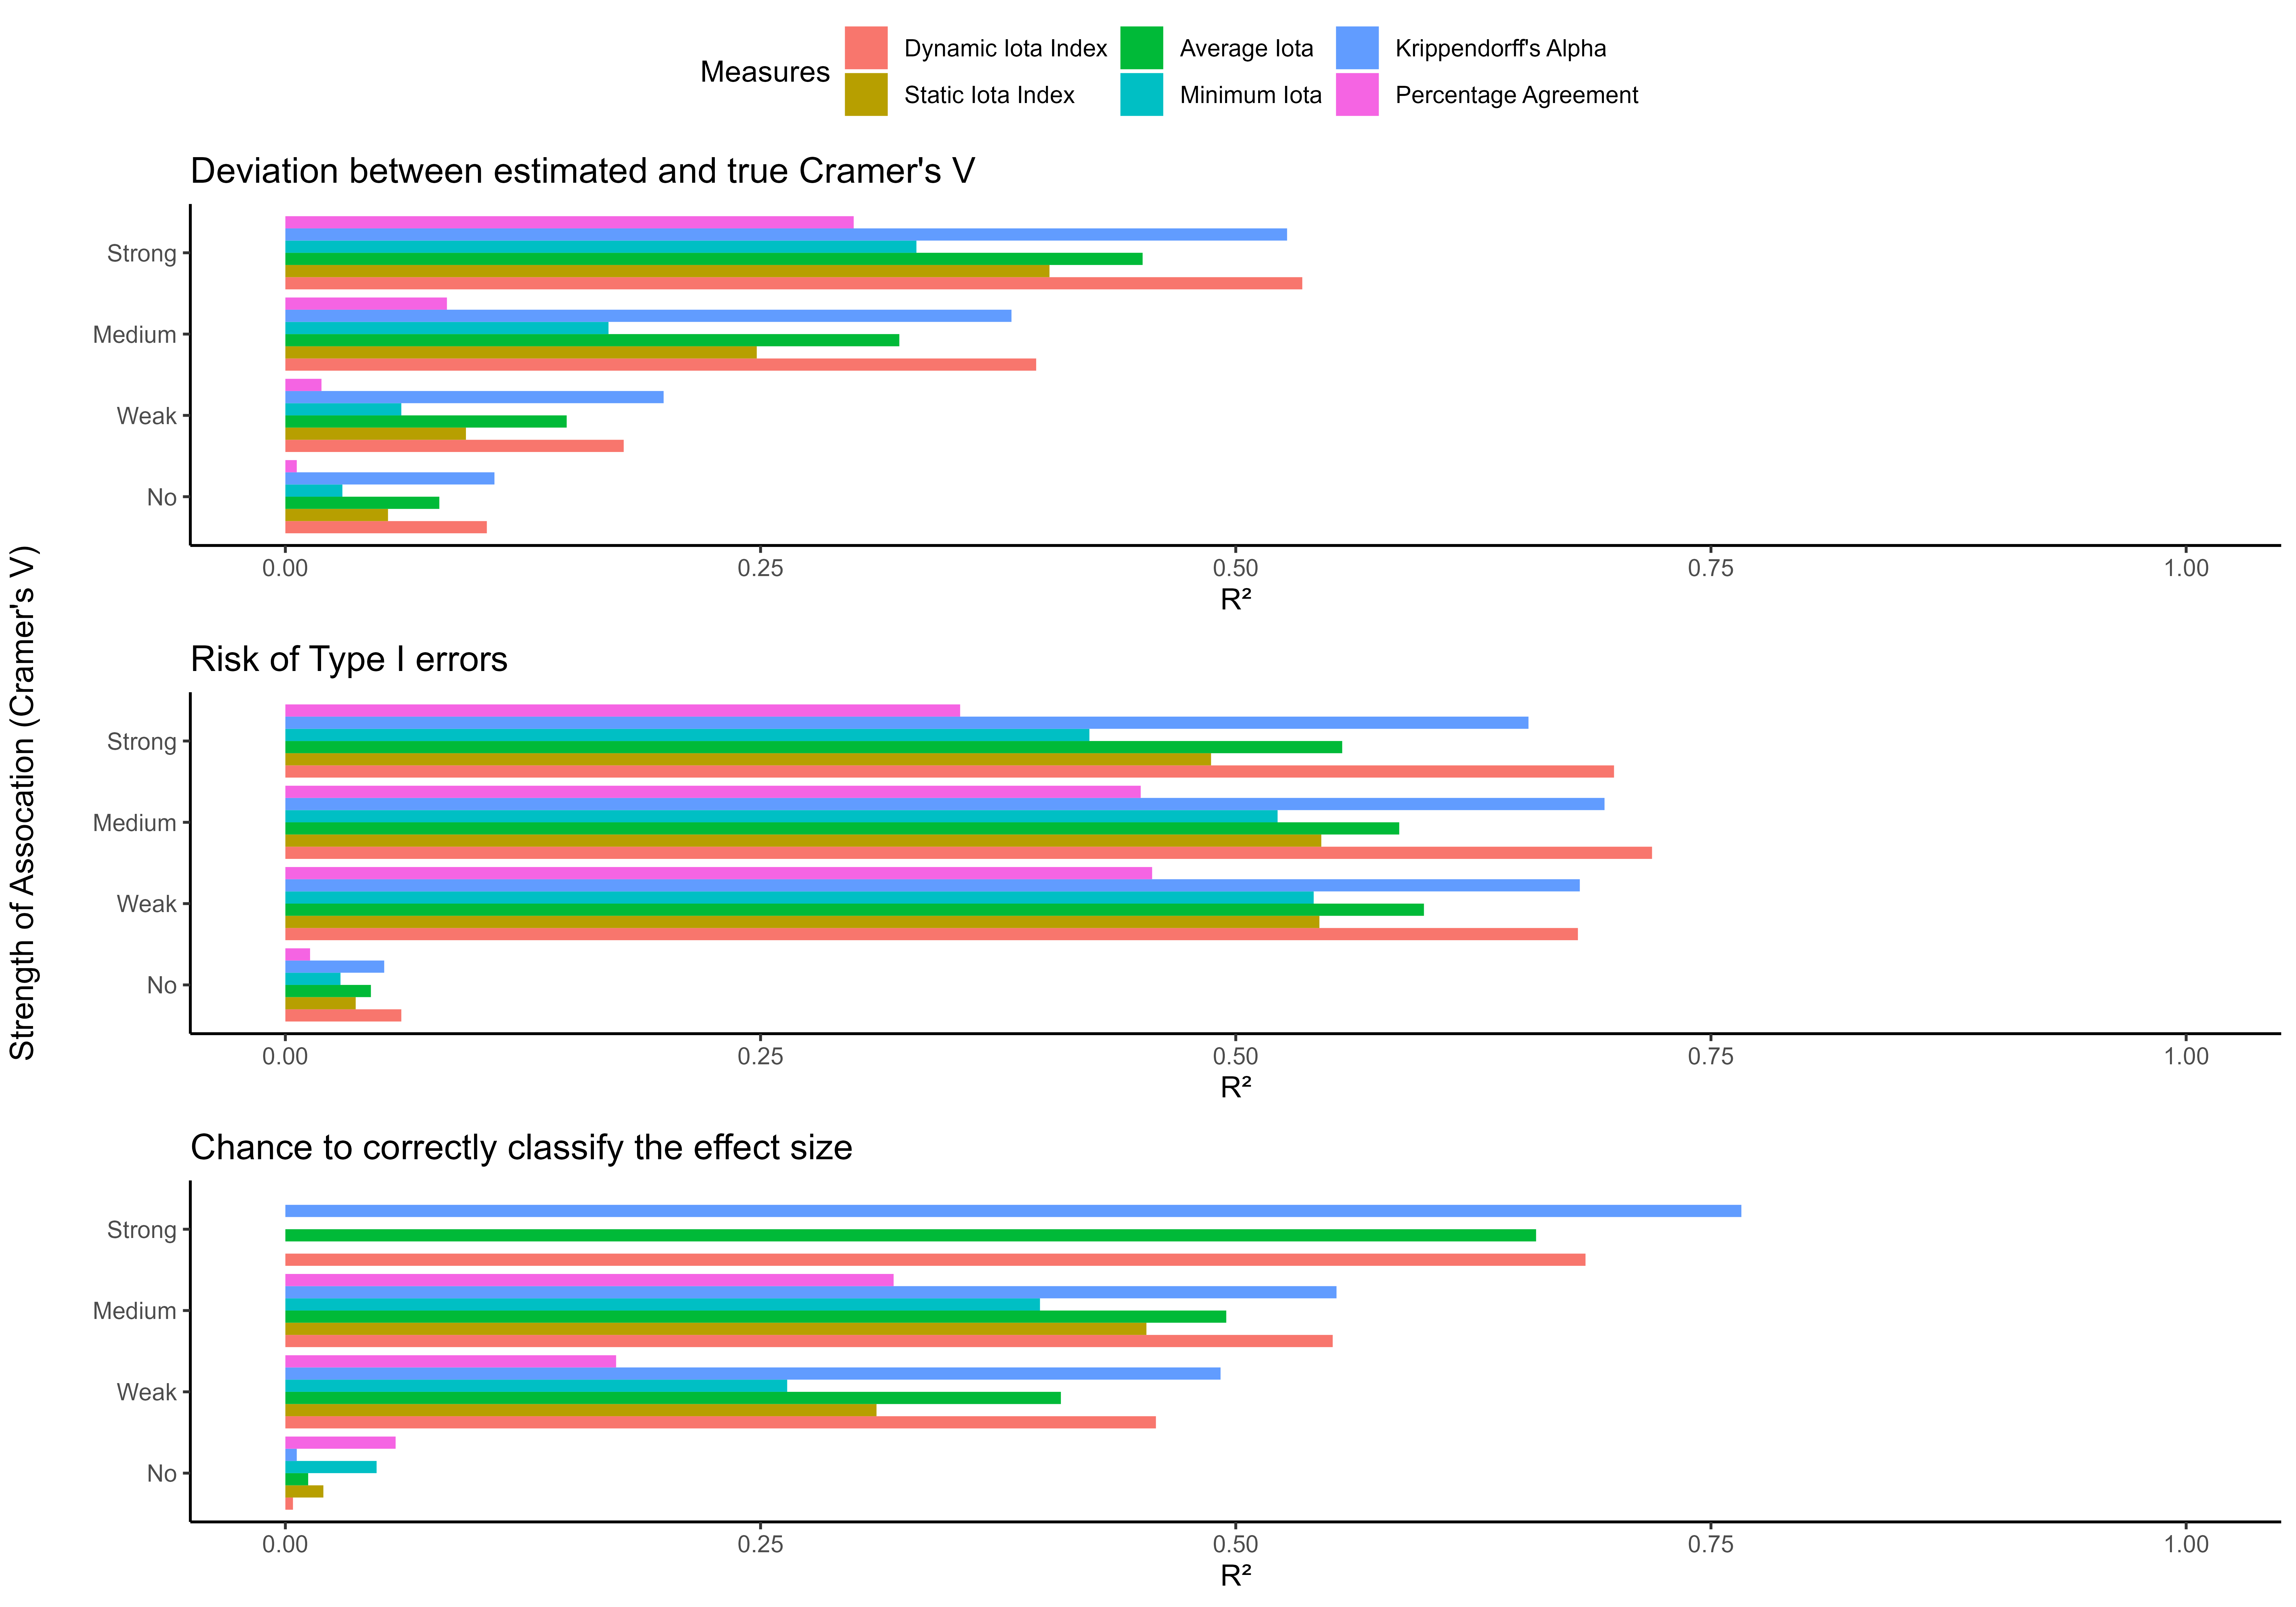 Measures
Dynamic Iota Index
Average Iota
Krippendorff's Alpha
Static Iota Index
Minimum Iota
Percentage Agreement
Strength of Assocation (Cramer's V)
Deviation between estimated and true Cramer's V
Strong
Medium
Weak
No
0.00 0.25 0.50 0.75 1.00
R²
Risk of Type I errors
Strong
Medium
Weak
No
0.00 0.25 0.50 0.75 1.00
R²
Chance to correctly classify the effect size
Strong
Medium
Weak
No
0.00 0.25 0.50 0.75 1.00
R²